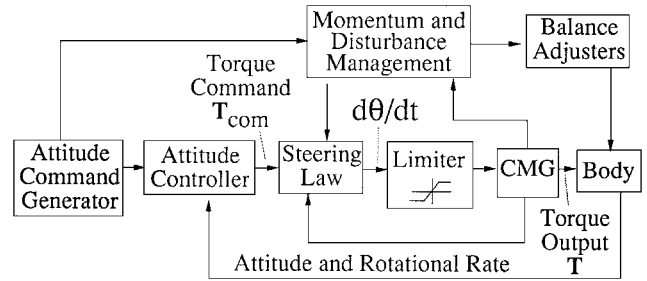 Momentum and
Disturbance
Management
Balance
Adjusters
Torque
Command
Tcom
dθ/dt
Attitude
Command
Generator
Attitude
Controller
Steering
Law
Limiter
CMG
Body
Torque
Output
T
Attitude and Rotational Rate